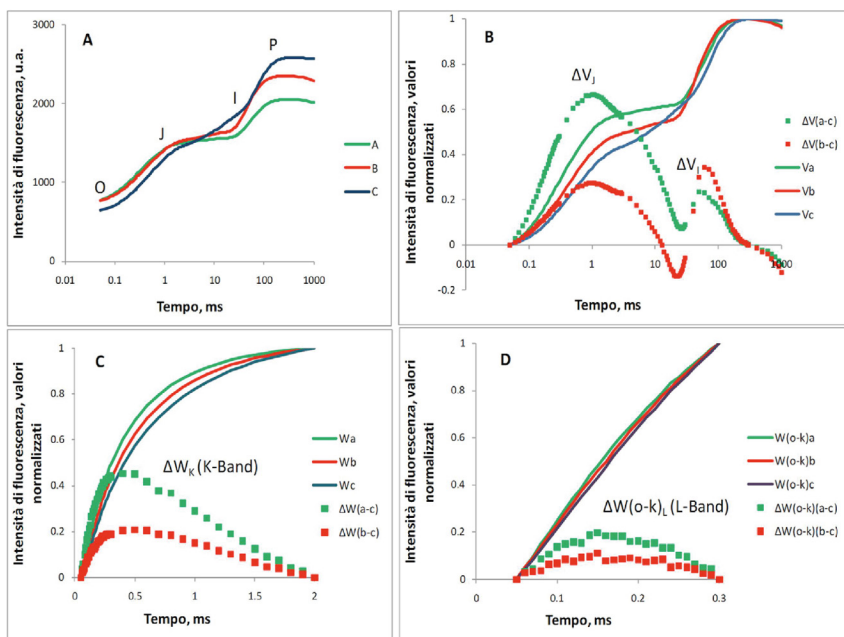 A
Intensità di fluorescenza, u.a.
3000
2000
1000
0
O
J
I
P
A
B
C
0.01
0.1
1
10
100
1000
Tempo, ms
B
Intensità di fluorescenza, valori
normalizzati
1
0.8
0.6
0.4
0.2
0
-0.2
ΔVJ
ΔVI
ΔV(a-c)
ΔV(b-c)
Va
Vb
Vc
0.01
0.1
1
10
100
1000
Tempo, ms
C
Intensità di fluorescenza, valori
normalizzati
1
0.8
0.6
0.4
0.2
0
ΔWK (K-Band)
Wa
Wb
Wc
ΔW(a-c)
ΔW(b-c)
0
0.5
1
1.5
2
Tempo, ms
D
Intensità di fluorescenza, valori
normalizzati
1
0.8
0.6
0.4
0.2
0
ΔW(o-k)L (L-Band)
W(o-k)a
W(o-k)b
W(o-k)c
ΔW(o-k)(a-c)
ΔW(o-k)(b-c)
0
0.1
0.2
0.3
Tempo, ms